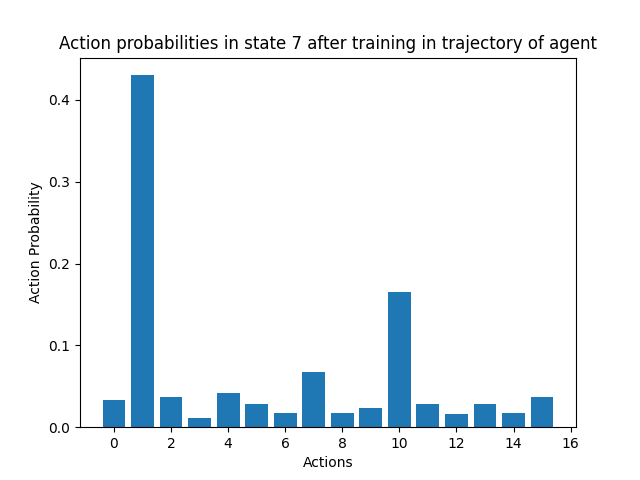 Action probabilities in state 7 after training in trajectory of agent
Action Probability
0.4
0.3
0.2
0.1
0.0
0 2 4 6 8 10 12 14 16
Actions